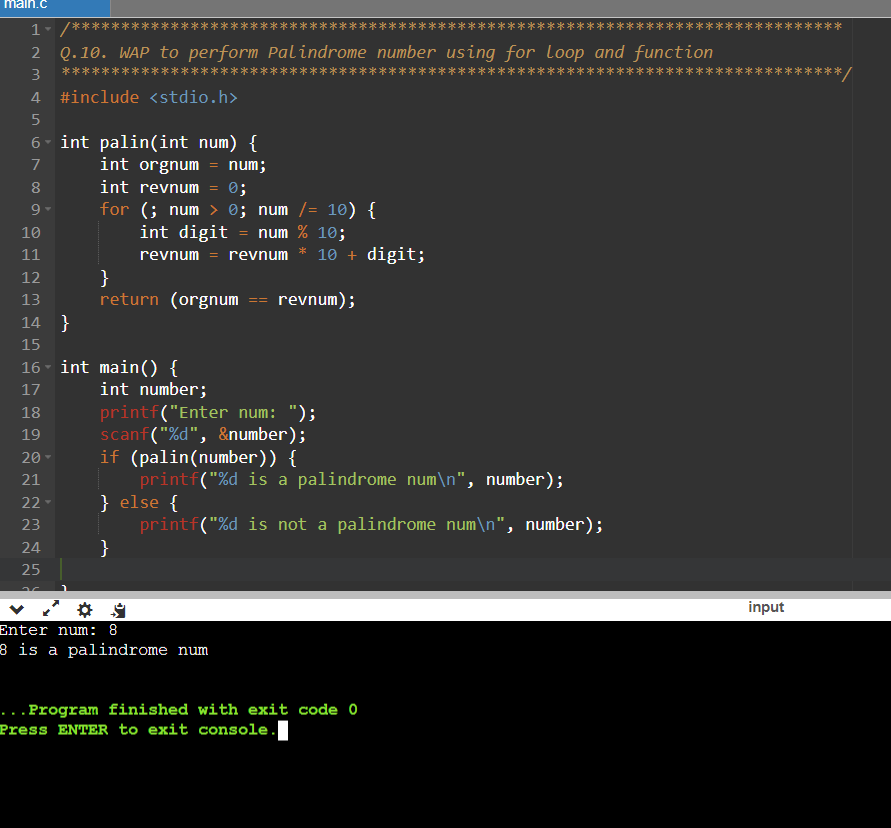 main.c
1 /******************************************************************************
2 Q.10. WAP to perform Palindrome number using for loop and function
3 *******************************************************************************/
4 #include <stdio.h>
5
6 int palin(int num) {
7 int orgnum = num;
8 int revnum = 0;
9 for (; num > 0; num /= 10) {
10 int digit = num % 10;
11 revnum = revnum * 10 + digit;
12 }
13 return (orgnum == revnum);
14 }
15
16 int main() {
17 int number;
18 printf("Enter num: ");
19 scanf("%d", &number);
20 if (palin(number)) {
21 printf("%d is a palindrome num\n", number);
22 } else {
23 printf("%d is not a palindrome num\n", number);
24 }
25
26 }
input
Enter num: 8
8 is a palindrome num
...Program finished with exit code 0
Press ENTER to exit console.